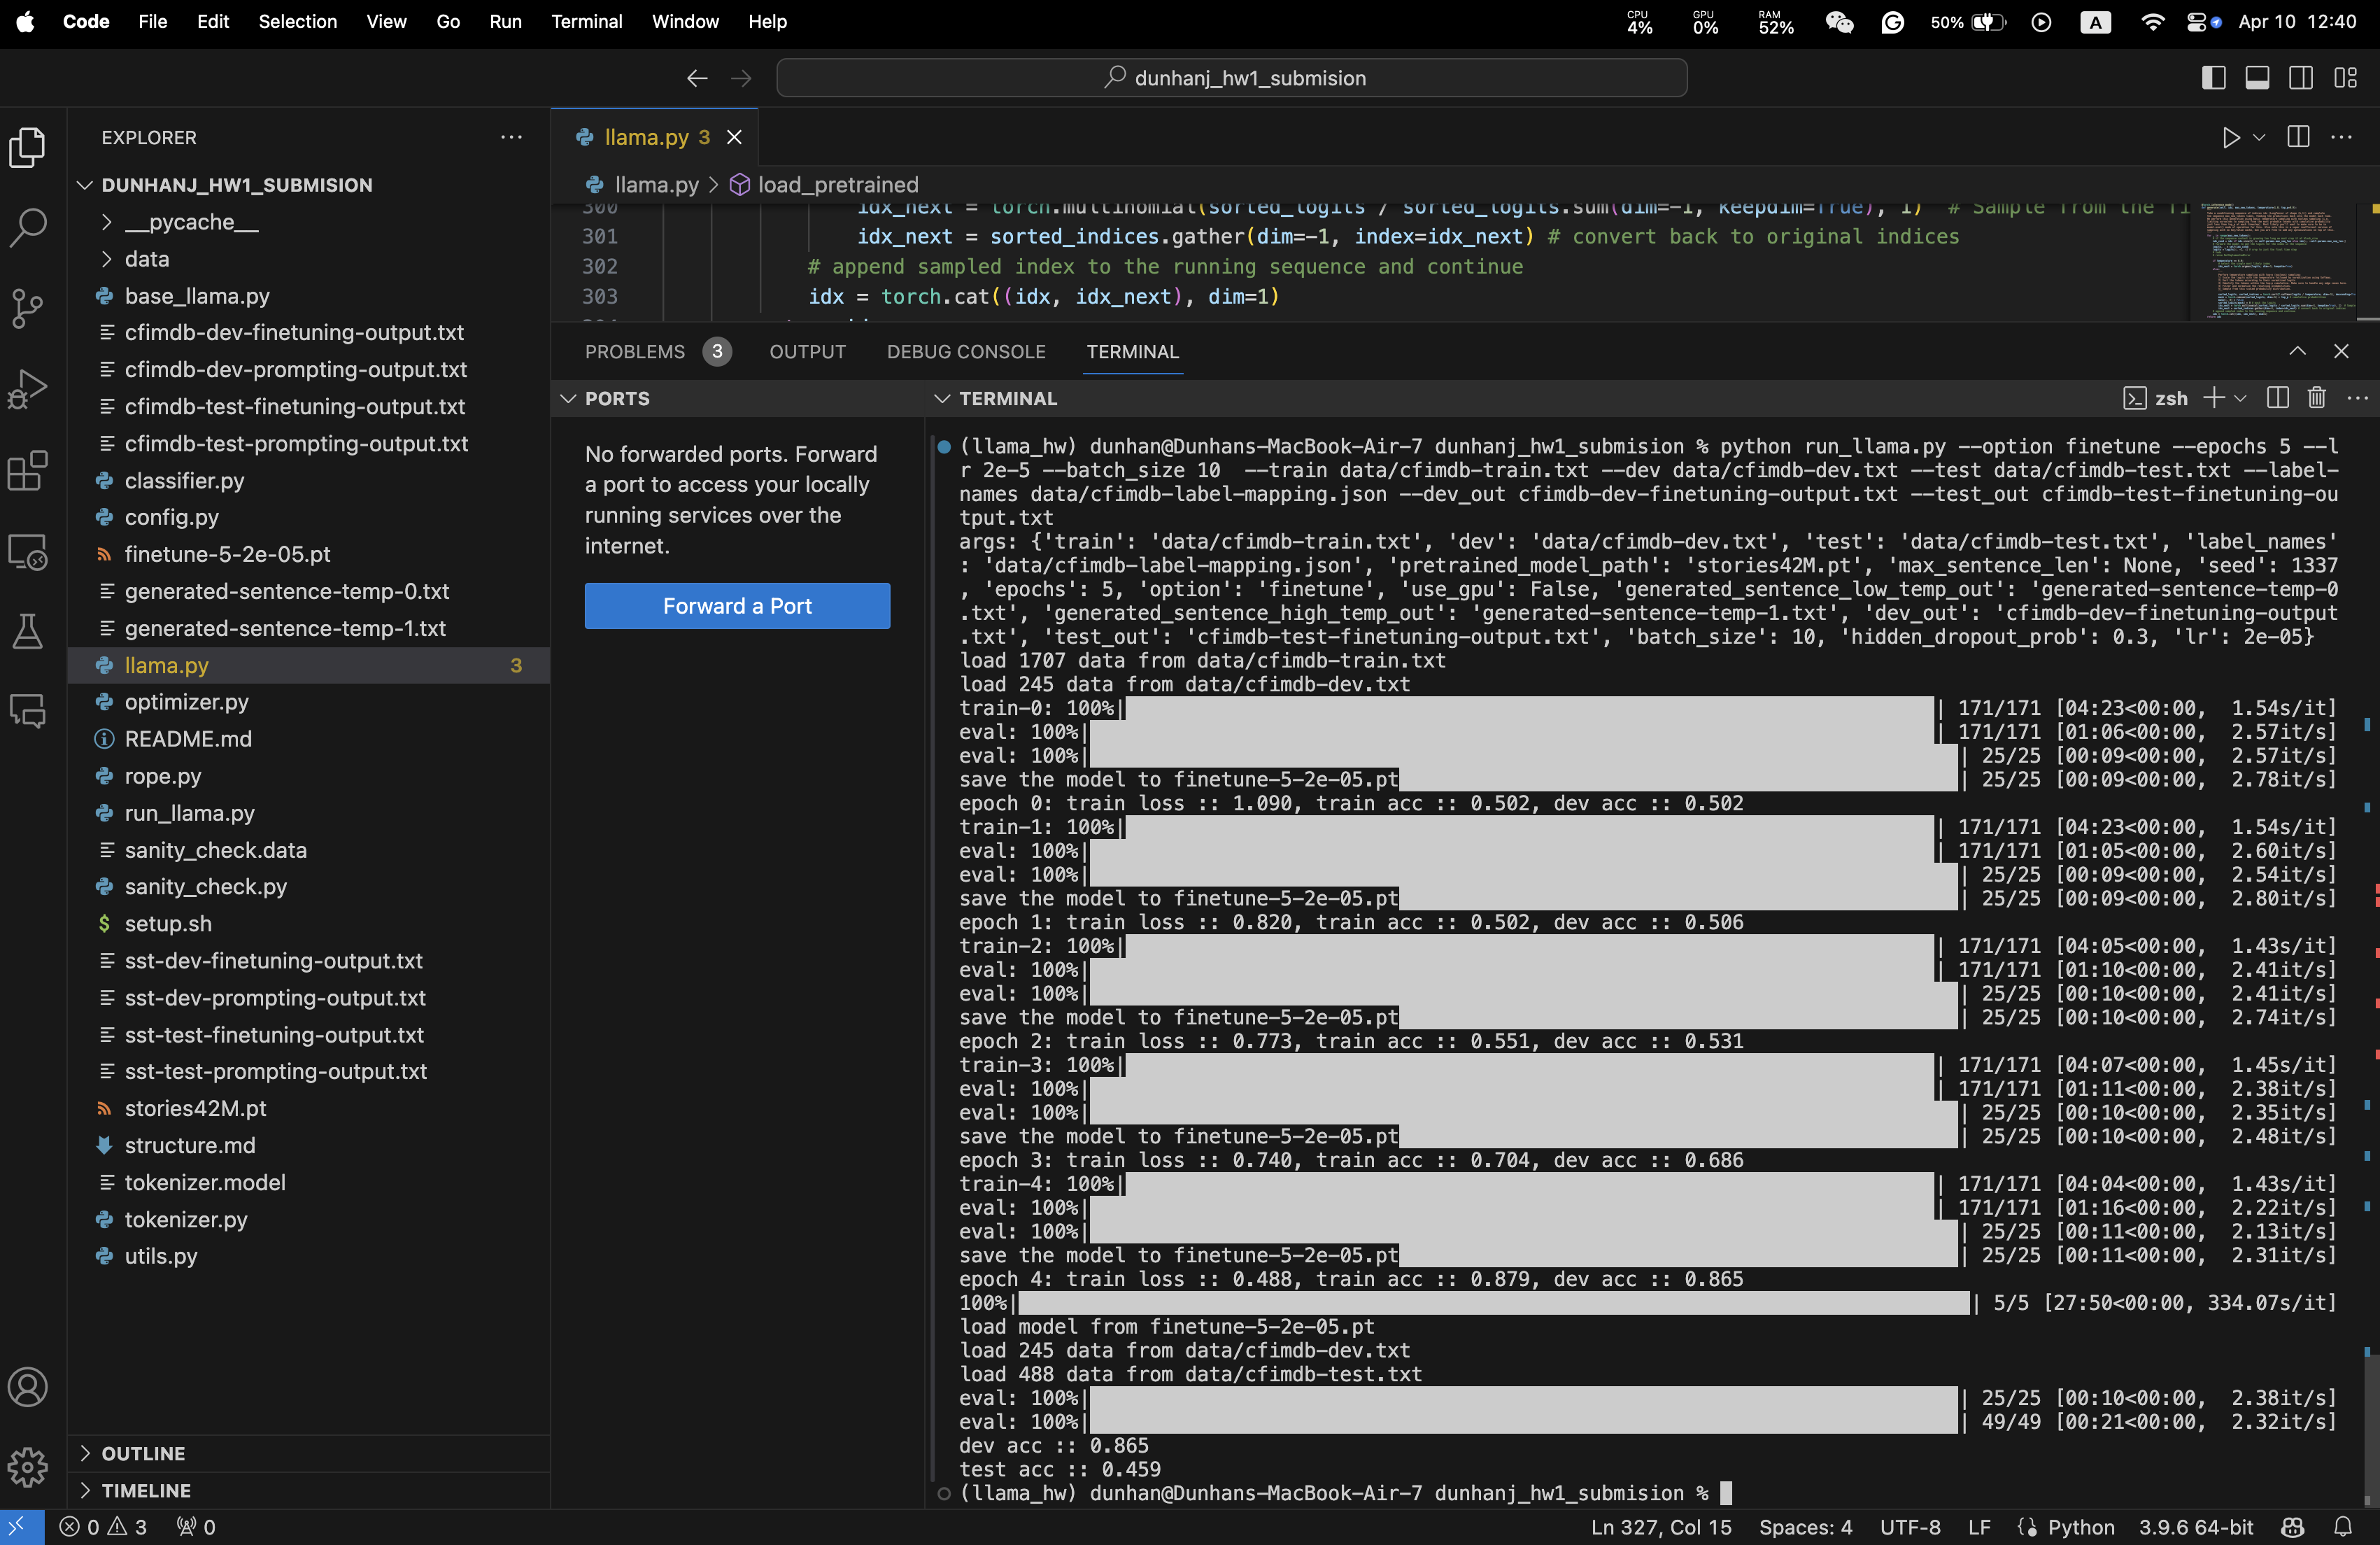 Code File Edit Selection View Go Run Terminal Window Help
CPU 4% GPU 0% RAM 52% 50% A Apr 10 12:40
dunhanj_hw1_submision
EXPLORER
DUNHANJ_HW1_SUBMISION
__pycache__
data
base_llama.py
cfimdb-dev-finetuning-output.txt
cfimdb-dev-prompting-output.txt
cfimdb-test-finetuning-output.txt
cfimdb-test-prompting-output.txt
classifier.py
config.py
finetune-5-2e-05.pt
generated-sentence-temp-0.txt
generated-sentence-temp-1.txt
llama.py 3
optimizer.py
README.md
rope.py
run_llama.py
sanity_check.data
sanity_check.py
setup.sh
sst-dev-finetuning-output.txt
sst-dev-prompting-output.txt
sst-test-finetuning-output.txt
sst-test-prompting-output.txt
stories42M.pt
structure.md
tokenizer.model
tokenizer.py
utils.py
OUTLINE
TIMELINE
llama.py 3
llama.py > load_pretrained
300 idx_next = torch.multinomial(sorted_logits / sorted_logits.sum(dim=-1, keepdim=True), 1) # Sample from the
301 idx_next = sorted_indices.gather(dim=-1, index=idx_next) # convert back to original indices
302 # append sampled index to the running sequence and continue
303 idx = torch.cat((idx, idx_next), dim=1)
PROBLEMS 3 OUTPUT DEBUG CONSOLE TERMINAL
PORTS
No forwarded ports. Forward
a port to access your locally
running services over the
internet.
Forward a Port
TERMINAL
zsh
(llama_hw) dunhan@Dunhans-MacBook-Air-7 dunhanj_hw1_submision % python run_llama.py --option finetune --epochs 5 --l
r 2e-5 --batch_size 10  --train data/cfimdb-train.txt --dev data/cfimdb-dev.txt --test data/cfimdb-test.txt --label-
names data/cfimdb-label-mapping.json --dev_out cfimdb-dev-finetuning-output.txt --test_out cfimdb-test-finetuning-ou
tput.txt
args: {'train': 'data/cfimdb-train.txt', 'dev': 'data/cfimdb-dev.txt', 'test': 'data/cfimdb-test.txt', 'label_names'
: 'data/cfimdb-label-mapping.json', 'pretrained_model_path': 'stories42M.pt', 'max_sentence_len': None, 'seed': 1337
, 'epochs': 5, 'option': 'finetune', 'use_gpu': False, 'generated_sentence_low_temp_out': 'generated-sentence-temp-0
.txt', 'generated_sentence_high_temp_out': 'generated-sentence-temp-1.txt', 'dev_out': 'cfimdb-dev-finetuning-output
.txt', 'test_out': 'cfimdb-test-finetuning-output.txt', 'batch_size': 10, 'hidden_dropout_prob': 0.3, 'lr': 2e-05}
load 1707 data from data/cfimdb-train.txt
load 245 data from data/cfimdb-dev.txt
train-0: 100%| | 171/171 [04:23<00:00, 1.54s/it]
eval: 100%| | 171/171 [01:06<00:00, 2.57it/s]
eval: 100%| | 25/25 [00:09<00:00, 2.57it/s]
save the model to finetune-5-2e-05.pt | 25/25 [00:09<00:00, 2.78it/s]
epoch 0: train loss :: 1.090, train acc :: 0.502, dev acc :: 0.502
train-1: 100%| | 171/171 [04:23<00:00, 1.54s/it]
eval: 100%| | 171/171 [01:05<00:00, 2.60it/s]
eval: 100%| | 25/25 [00:09<00:00, 2.54it/s]
save the model to finetune-5-2e-05.pt | 25/25 [00:09<00:00, 2.80it/s]
epoch 1: train loss :: 0.820, train acc :: 0.502, dev acc :: 0.506
train-2: 100%| | 171/171 [04:05<00:00, 1.43s/it]
eval: 100%| | 171/171 [01:10<00:00, 2.41it/s]
eval: 100%| | 25/25 [00:10<00:00, 2.41it/s]
save the model to finetune-5-2e-05.pt | 25/25 [00:10<00:00, 2.74it/s]
epoch 2: train loss :: 0.773, train acc :: 0.551, dev acc :: 0.531
train-3: 100%| | 171/171 [04:07<00:00, 1.45s/it]
eval: 100%| | 171/171 [01:11<00:00, 2.38it/s]
eval: 100%| | 25/25 [00:10<00:00, 2.35it/s]
save the model to finetune-5-2e-05.pt | 25/25 [00:10<00:00, 2.48it/s]
epoch 3: train loss :: 0.740, train acc :: 0.704, dev acc :: 0.686
train-4: 100%| | 171/171 [04:04<00:00, 1.43s/it]
eval: 100%| | 171/171 [01:16<00:00, 2.22it/s]
eval: 100%| | 25/25 [00:11<00:00, 2.13it/s]
save the model to finetune-5-2e-05.pt | 25/25 [00:11<00:00, 2.31it/s]
epoch 4: train loss :: 0.488, train acc :: 0.879, dev acc :: 0.865
100%| | 5/5 [27:50<00:00, 334.07s/it]
load model from finetune-5-2e-05.pt
load 245 data from data/cfimdb-dev.txt
load 488 data from data/cfimdb-test.txt
eval: 100%| | 25/25 [00:10<00:00, 2.38it/s]
eval: 100%| | 49/49 [00:21<00:00, 2.32it/s]
dev acc :: 0.865
test acc :: 0.459
(llama_hw) dunhan@Dunhans-MacBook-Air-7 dunhanj_hw1_submision %
0 3 0 Ln 327, Col 15 Spaces: 4 UTF-8 LF Python 3.9.6 64-bit